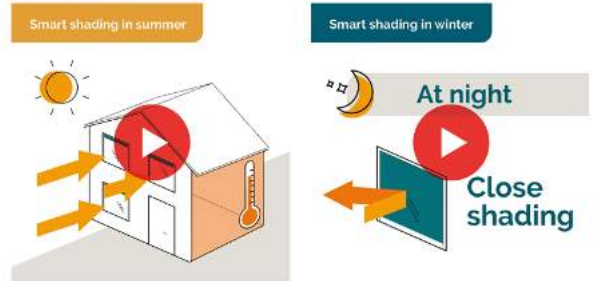 Smart shading in summer
Smart shading in winter
At night
Close
shading